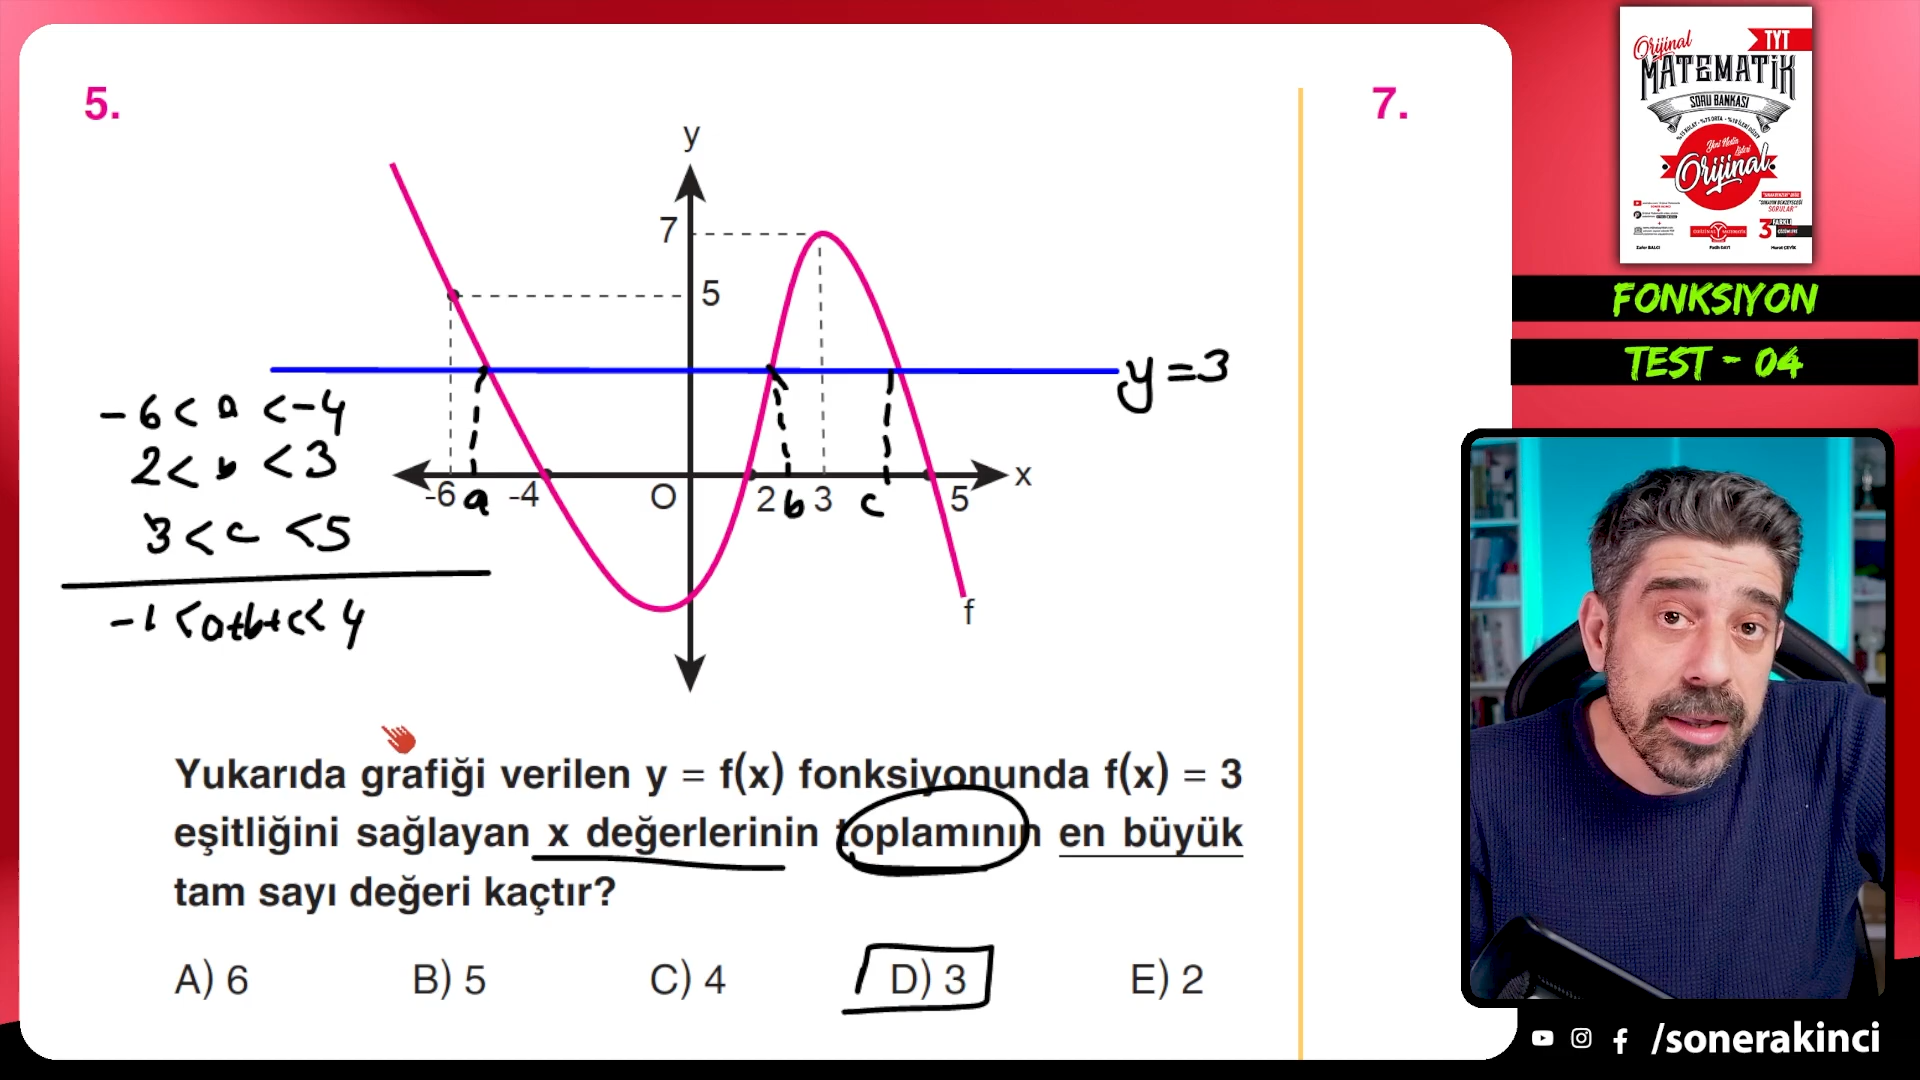 5.
y
7
5
y = 3
-6 < a < -4
2 < b < 3
3 < c < 5
-1 < a+b+c < 4
-6 a -4 O 2 b 3 c 5 x
f
Yukarıda grafiği verilen y = f(x) fonksiyonunda f(x) = 3
eşitliğini sağlayan x değerlerinin toplamının en büyük
tam sayı değeri kaçtır?
A) 6 B) 5 C) 4 D) 3 E) 2
7.
Orijinal
TYT
MATEMATİK
SORU BANKASI
Orijinal
FONKSIYON
TEST - 04
/sonerakinci